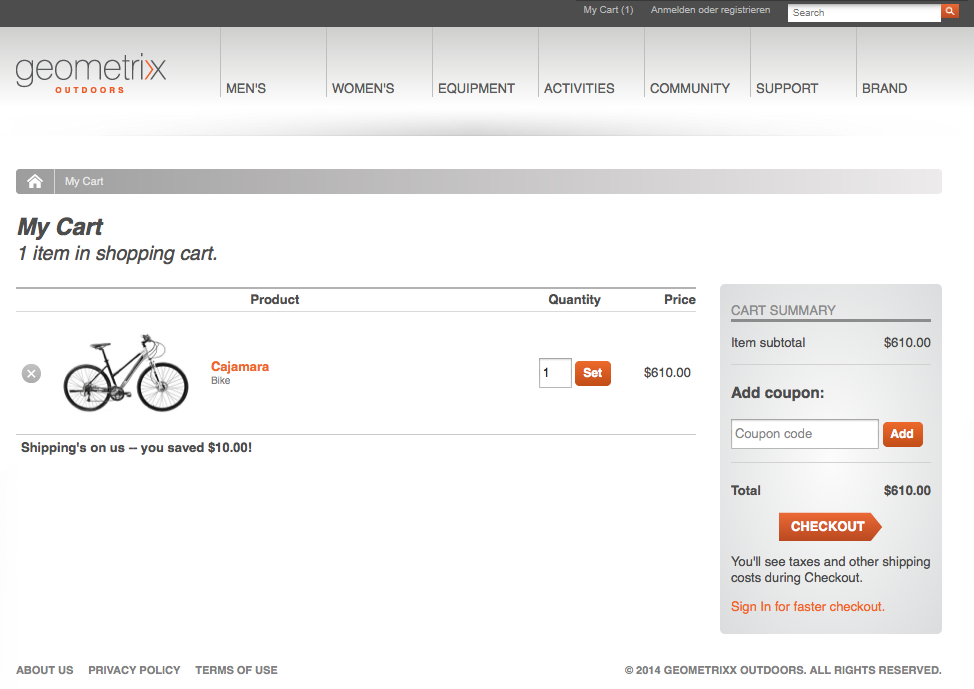 My Cart (1) Anmelden oder registrieren Search
geometrixx
OUTDOORS
MEN'S WOMEN'S EQUIPMENT ACTIVITIES COMMUNITY SUPPORT BRAND
My Cart
My Cart
1 item in shopping cart.
Product Quantity Price
Cajamara
Bike
1 Set $610.00
Shipping's on us -- you saved $10.00!
CART SUMMARY
Item subtotal $610.00
Add coupon:
Coupon code Add
Total $610.00
CHECKOUT
You'll see taxes and other shipping
costs during Checkout.
Sign In for faster checkout.
ABOUT US PRIVACY POLICY TERMS OF USE
© 2014 GEOMETRIXX OUTDOORS. ALL RIGHTS RESERVED.